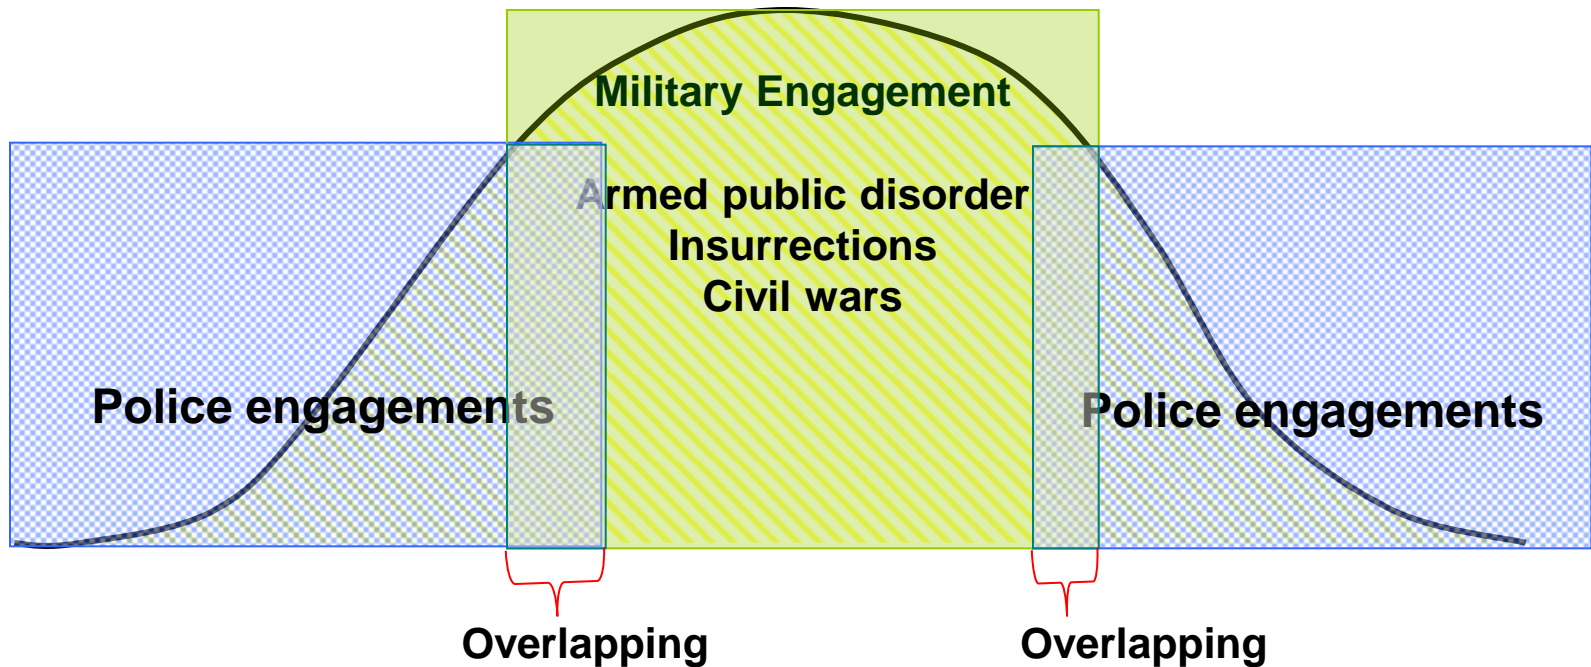 Military Engagement
Armed public disorder
Insurrections
Civil wars
Police engagements
Police engagements
Overlapping
Overlapping